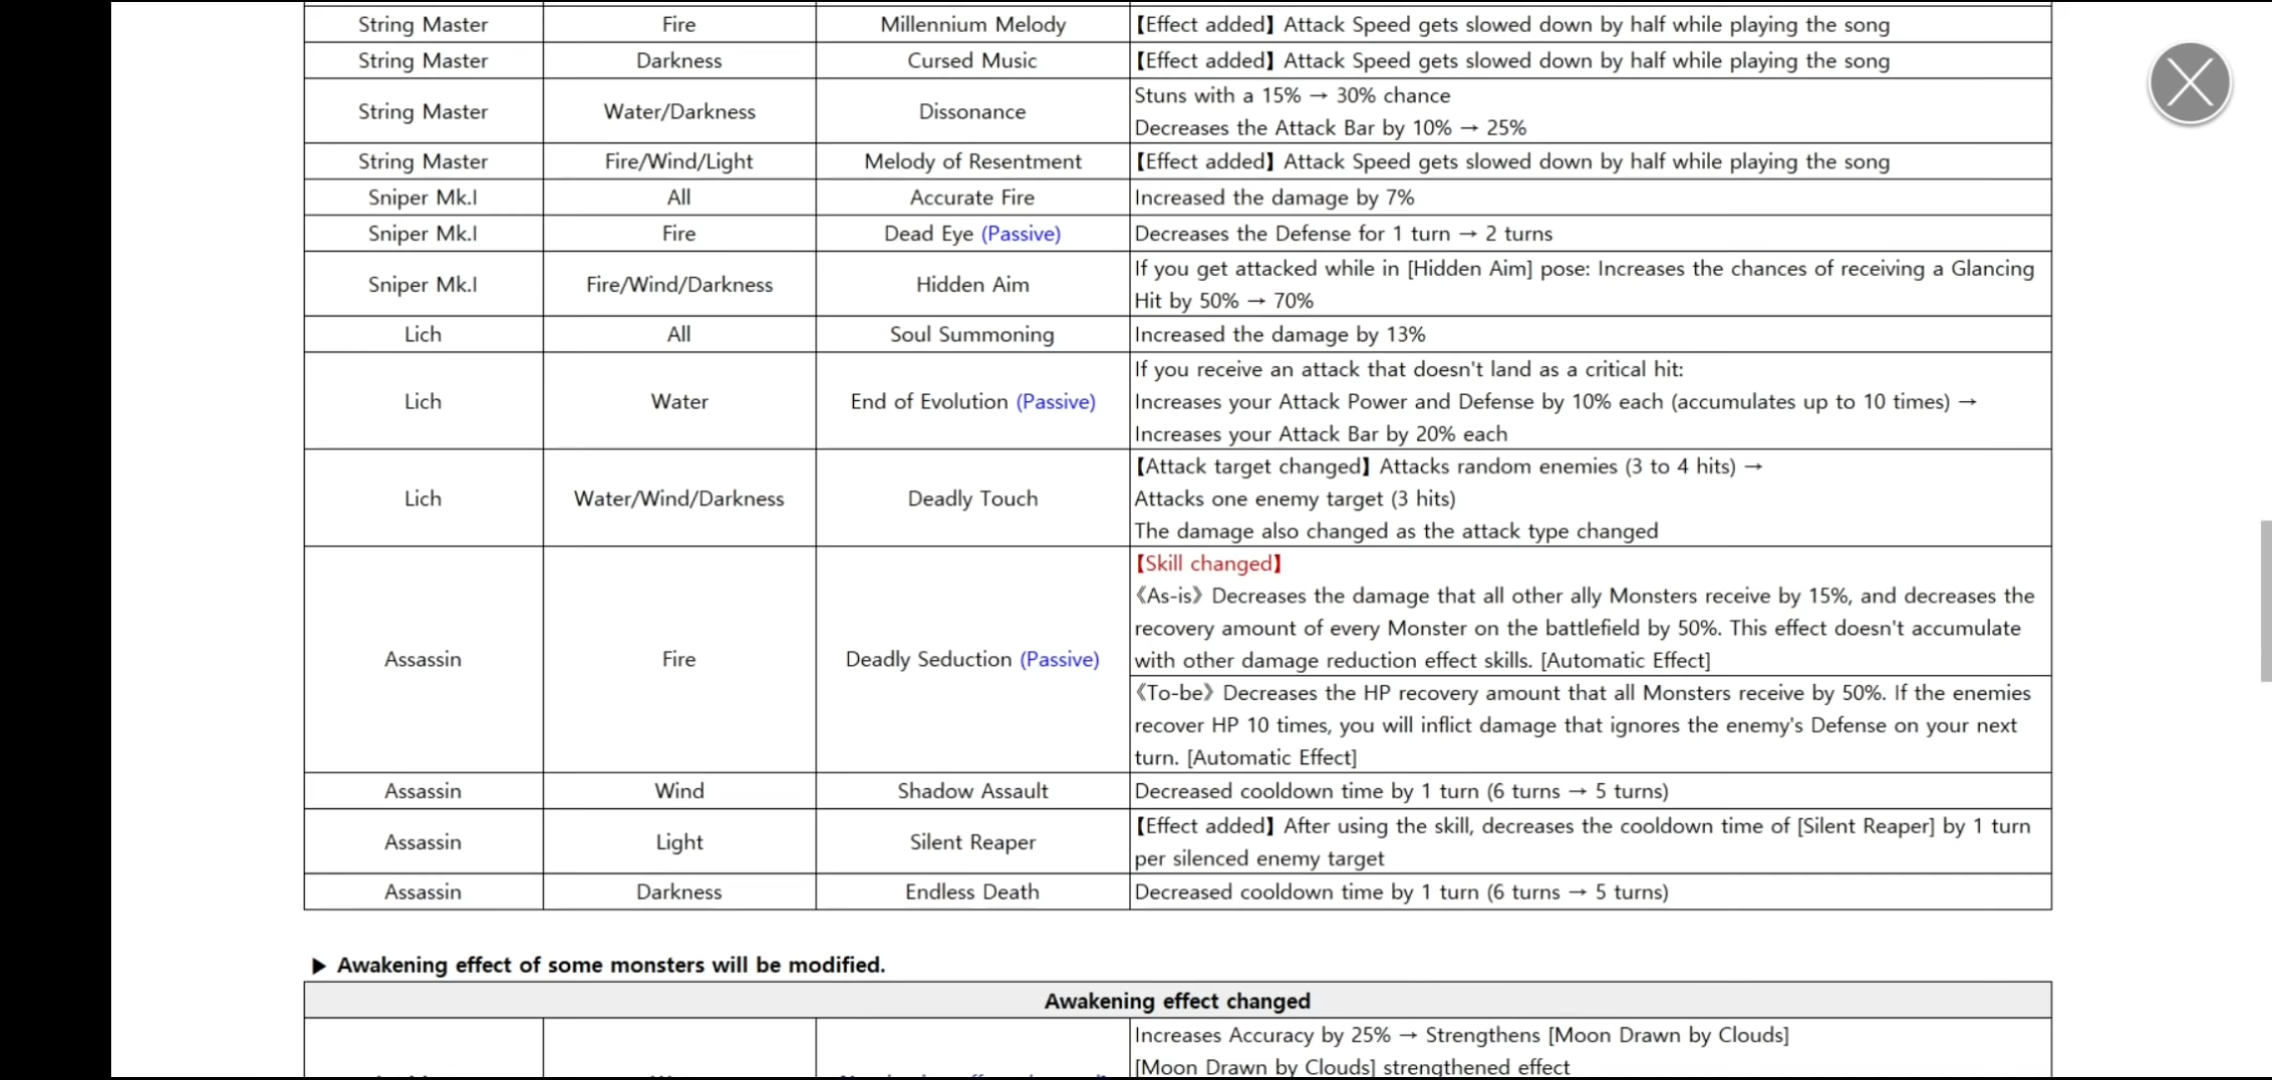 String Master Fire Millennium Melody 【Effect added】 Attack Speed gets slowed down by half while playing the song
String Master Darkness Cursed Music 【Effect added】 Attack Speed gets slowed down by half while playing the song
String Master Water/Darkness Dissonance Stuns with a 15% → 30% chance
Decreases the Attack Bar by 10% → 25%
String Master Fire/Wind/Light Melody of Resentment 【Effect added】 Attack Speed gets slowed down by half while playing the song
Sniper Mk.I All Accurate Fire Increased the damage by 7%
Sniper Mk.I Fire Dead Eye (Passive) Decreases the Defense for 1 turn → 2 turns
Sniper Mk.I Fire/Wind/Darkness Hidden Aim If you get attacked while in [Hidden Aim] pose: Increases the chances of receiving a Glancing
Hit by 50% → 70%
Lich All Soul Summoning Increased the damage by 13%
If you receive an attack that doesn't land as a critical hit:
Lich Water End of Evolution (Passive) Increases your Attack Power and Defense by 10% each (accumulates up to 10 times) →
Increases your Attack Bar by 20% each
【Attack target changed】 Attacks random enemies (3 to 4 hits) →
Lich Water/Wind/Darkness Deadly Touch Attacks one enemy target (3 hits)
The damage also changed as the attack type changed
【Skill changed】
《As-is》 Decreases the damage that all other ally Monsters receive by 15%, and decreases the
recovery amount of every Monster on the battlefield by 50%. This effect doesn't accumulate
Assassin Fire Deadly Seduction (Passive) with other damage reduction effect skills. [Automatic Effect]
《To-be》 Decreases the HP recovery amount that all Monsters receive by 50%. If the enemies
recover HP 10 times, you will inflict damage that ignores the enemy's Defense on your next
turn. [Automatic Effect]
Assassin Wind Shadow Assault Decreased cooldown time by 1 turn (6 turns → 5 turns)
Assassin Light Silent Reaper 【Effect added】 After using the skill, decreases the cooldown time of [Silent Reaper] by 1 turn
per silenced enemy target
Assassin Darkness Endless Death Decreased cooldown time by 1 turn (6 turns → 5 turns)
▶ Awakening effect of some monsters will be modified.
Awakening effect changed
Increases Accuracy by 25% → Strengthens [Moon Drawn by Clouds]
[Moon Drawn by Clouds] strengthened effect